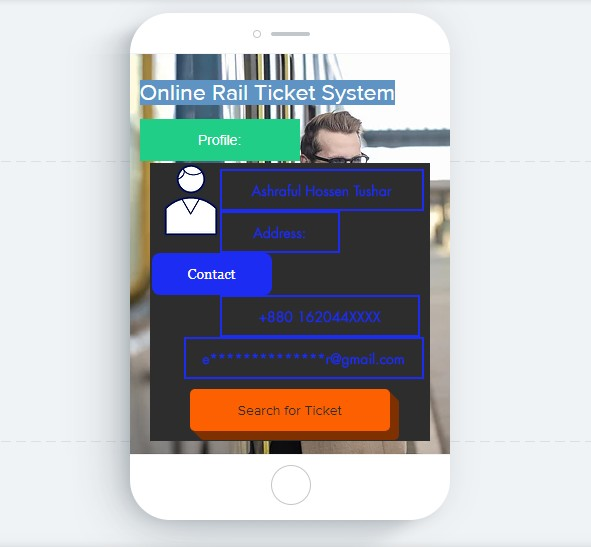 Online Rail Ticket System
Profile:
Ashraful Hossen Tushar
Address:
Contact
+880 162044XXXX
e**************r@gmail.com
Search for Ticket